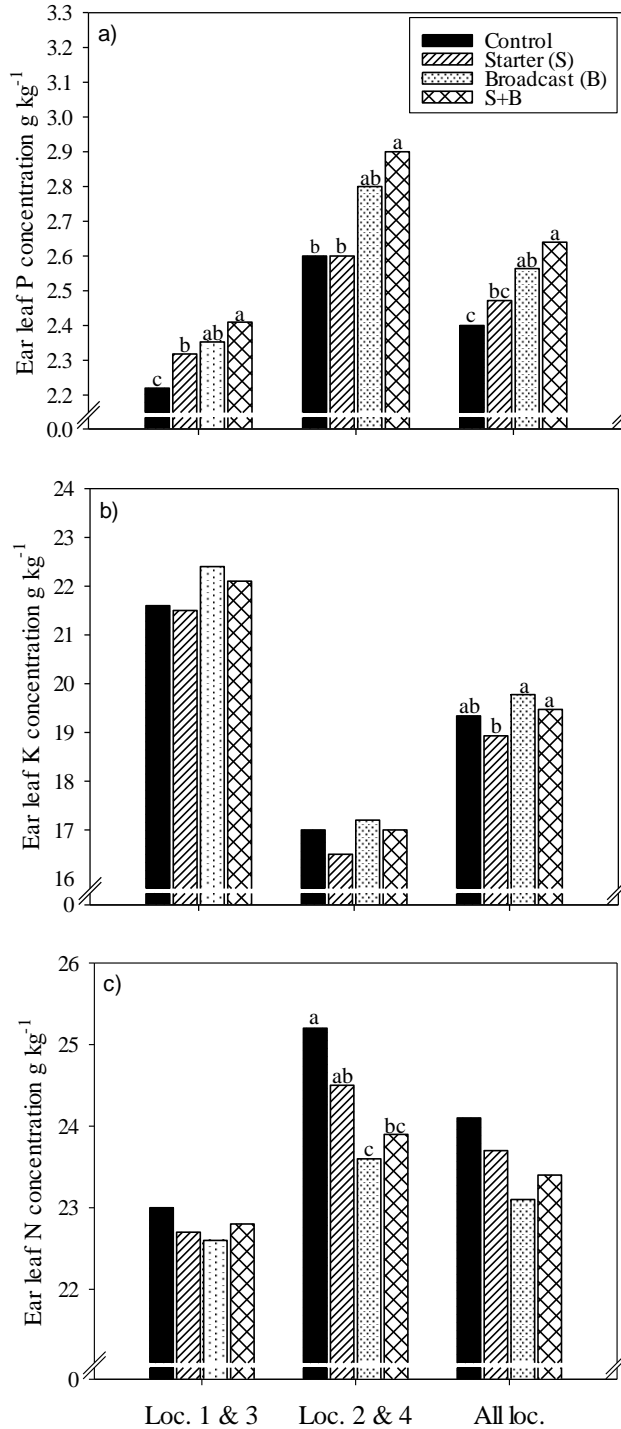 a)
Control
Starter (S)
Broadcast (B)
S+B
Ear leaf P concentration g kg-1
3.3
3.2
3.1
3.0
2.9
2.8
2.7
2.6
2.5
2.4
2.3
2.2
0.0
c
b
ab
a
b
b
ab
a
c
bc
ab
a
b)
Ear leaf K concentration g kg-1
24
23
22
21
20
19
18
17
16
0
ab
b
a
a
c)
Ear leaf N concentration g kg-1
26
25
24
23
22
0
a
ab
c
bc
Loc. 1 & 3
Loc. 2 & 4
All loc.